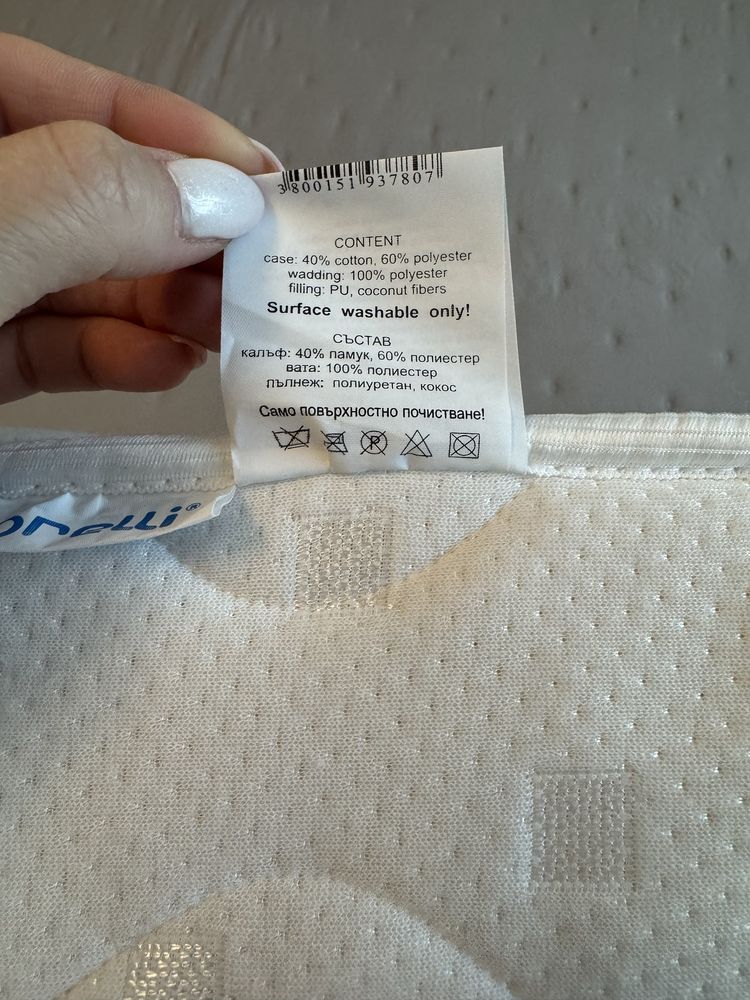 3800151937807
CONTENT
case: 40% cotton, 60% polyester
wadding: 100% polyester
filling: PU, coconut fibers
Surface washable only!
СЪСТАВ
калъф: 40% памук, 60% полиестер
вата: 100% полиестер
пълнеж: полиуретан, кокос
Само повърхностно почистване!
P